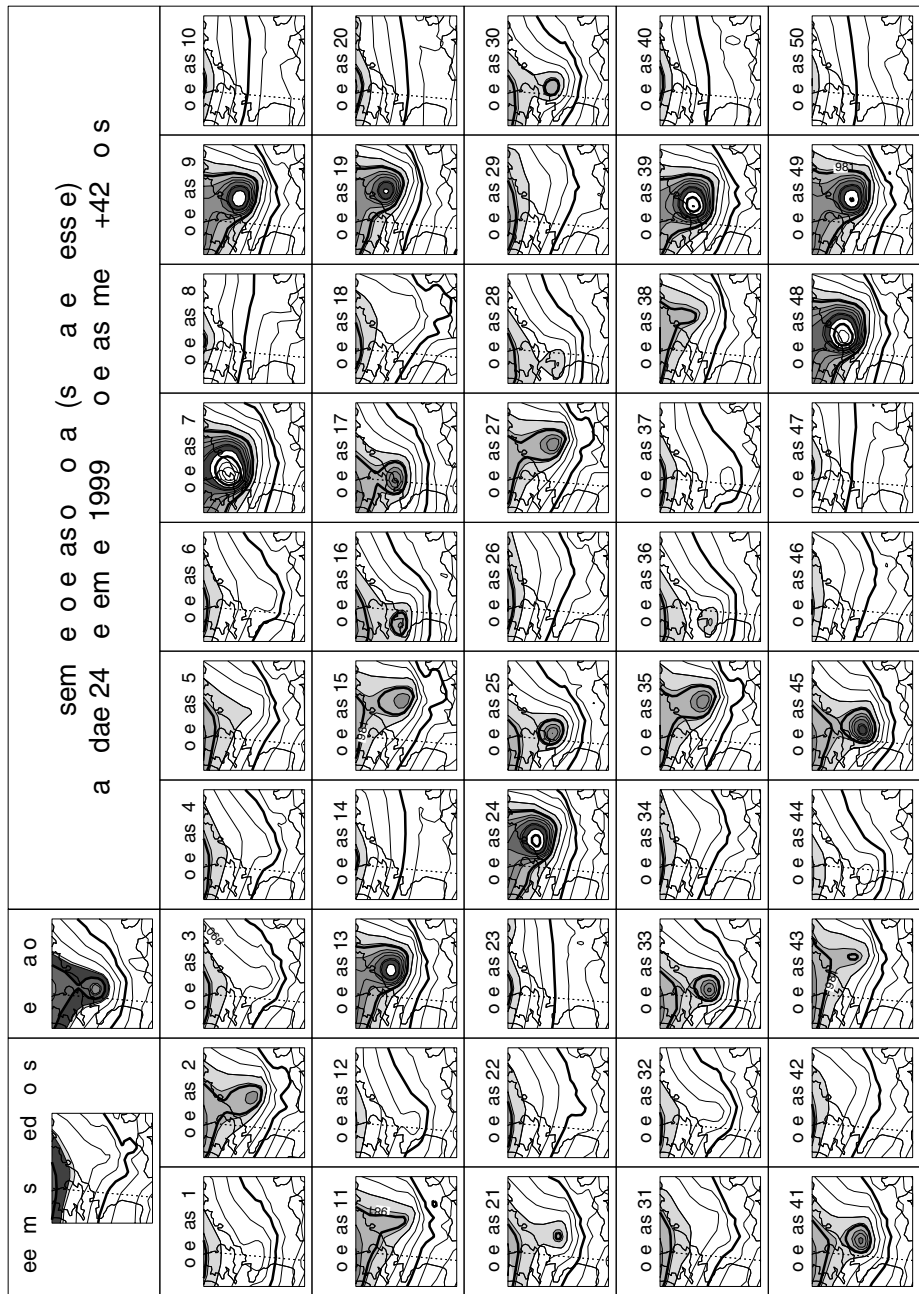 ee m s ed o s
e ao
sem e o e aso o a (s a e ess e)
a dae 24 e em e 1999 o e as me +42 o s
o e as 1
o e as 2
o e as 3
990
o e as 4
o e as 5
o e as 6
o e as 7
o e as 8
o e as 9
o e as 10
o e as 11
981
o e as 12
o e as 13
o e as 14
o e as 15
o e as 16
o e as 17
o e as 18
o e as 19
o e as 20
o e as 21
o e as 22
o e as 23
o e as 24
o e as 25
o e as 26
o e as 27
o e as 28
o e as 29
o e as 30
o e as 31
o e as 32
o e as 33
o e as 34
o e as 35
o e as 36
o e as 37
o e as 38
o e as 39
o e as 40
o e as 41
o e as 42
o e as 43
o e as 44
o e as 45
o e as 46
o e as 47
o e as 48
o e as 49
981
o e as 50